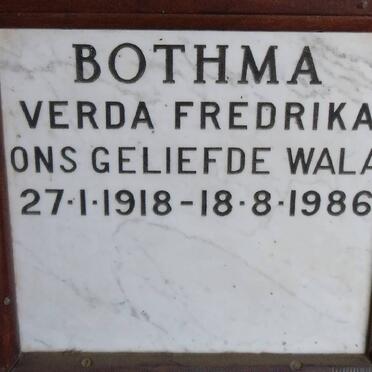 BOTHMA
VERDA FREDRIKA
ONS GELIEFDE WALA
27·1·1918 - 18·8·1986